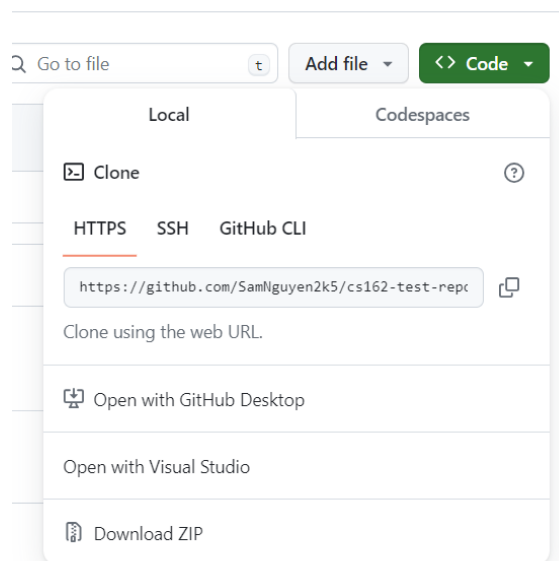 Go to file t Add file <> Code
Local Codespaces
Clone
HTTPS SSH GitHub CLI
https://github.com/SamNguyen2k5/cs162-test-repo
Clone using the web URL.
Open with GitHub Desktop
Open with Visual Studio
Download ZIP